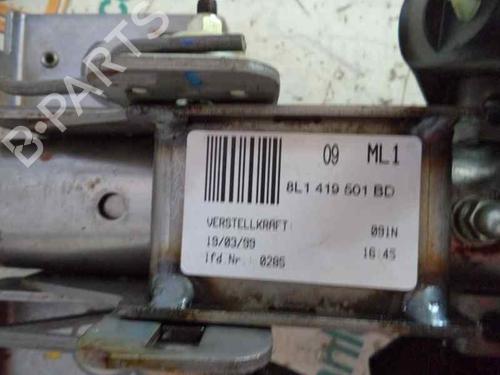 09 ML1
8L1 419 501 BD
VERSTELLKRAFT: 091N
19/03/99 16:45
lfd.Nr.: 0285
B-PARTS